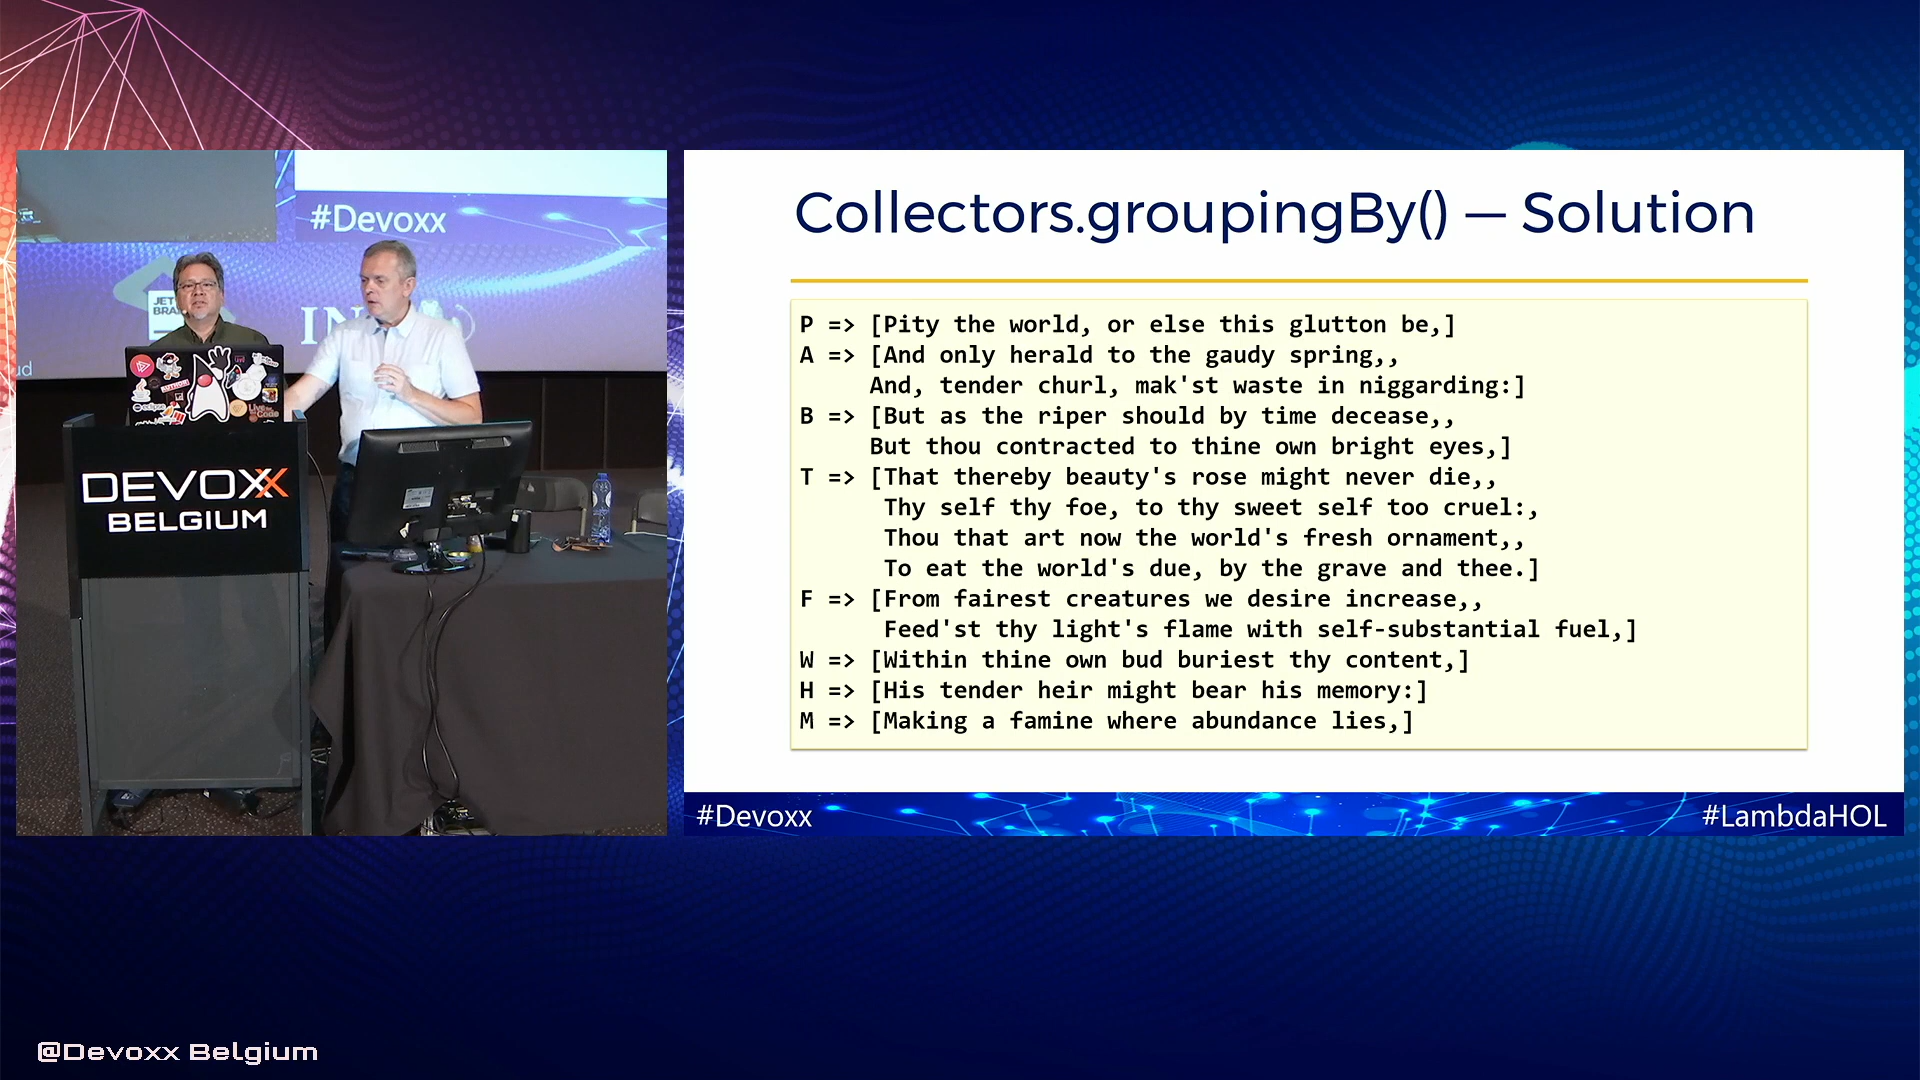 #Devoxx
JET
BRA
IN
ud
DEVOXX
BELGIUM
Collectors.groupingBy() — Solution
P => [Pity the world, or else this glutton be,]
A => [And only herald to the gaudy spring,,
And, tender churl, mak'st waste in niggarding:]
B => [But as the riper should by time decease,,
But thou contracted to thine own bright eyes,]
T => [That thereby beauty's rose might never die,,
Thy self thy foe, to thy sweet self too cruel:,
Thou that art now the world's fresh ornament,,
To eat the world's due, by the grave and thee.]
F => [From fairest creatures we desire increase,,
Feed'st thy light's flame with self-substantial fuel,]
W => [Within thine own bud buriest thy content,]
H => [His tender heir might bear his memory:]
M => [Making a famine where abundance lies,]
#Devoxx
#LambdaHOL
@Devoxx Belgium